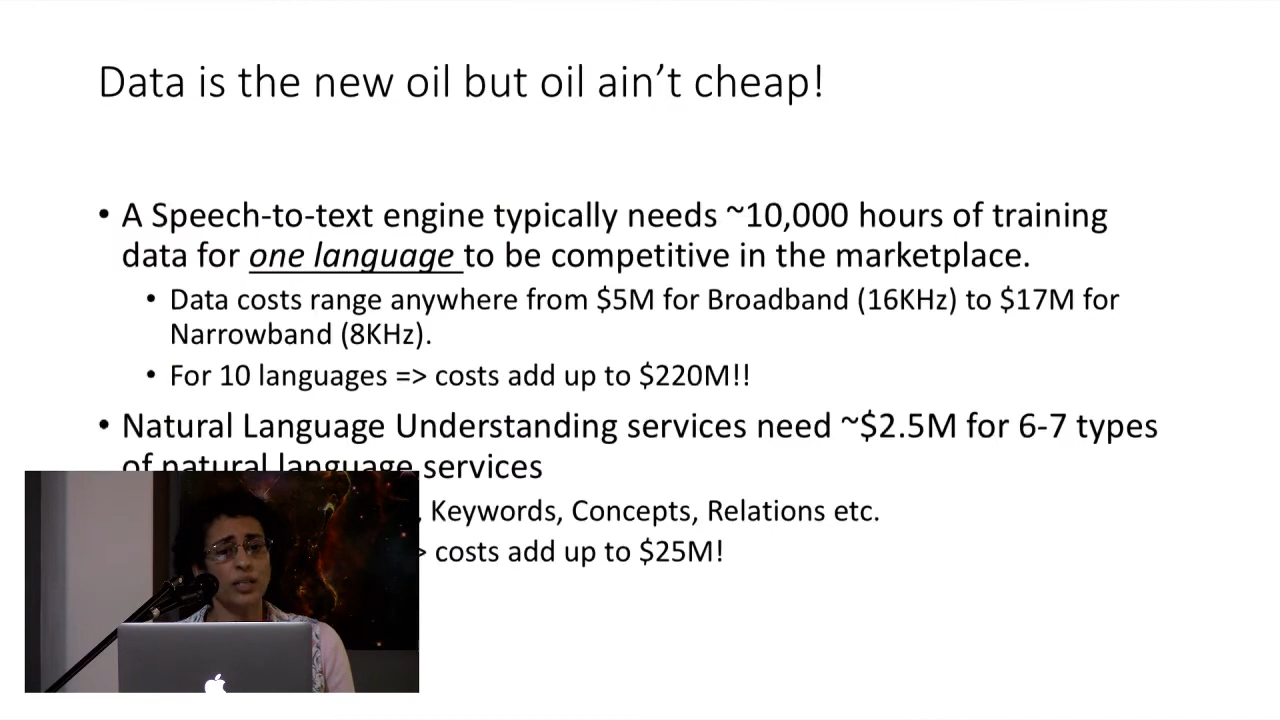 Data is the new oil but oil ain’t cheap!
• A Speech-to-text engine typically needs ~10,000 hours of training
data for one language to be competitive in the marketplace.
• Data costs range anywhere from $5M for Broadband (16KHz) to $17M for
Narrowband (8KHz).
• For 10 languages => costs add up to $220M!!
• Natural Language Understanding services need ~$2.5M for 6-7 types
of natural language services
, Keywords, Concepts, Relations etc.
> costs add up to $25M!